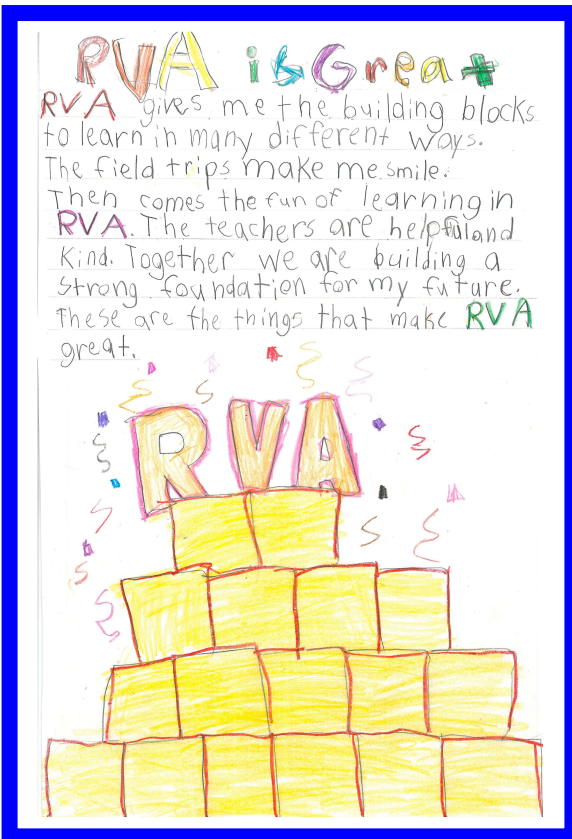 RVA is Great
RVA gives me the building blocks
to learn in many different ways.
The field trips make me smile.
Then comes the fun of learning in
RVA. The teachers are helpful and
kind. Together we are building a
strong foundation for my future.
These are the things that make RVA
great.
RVA